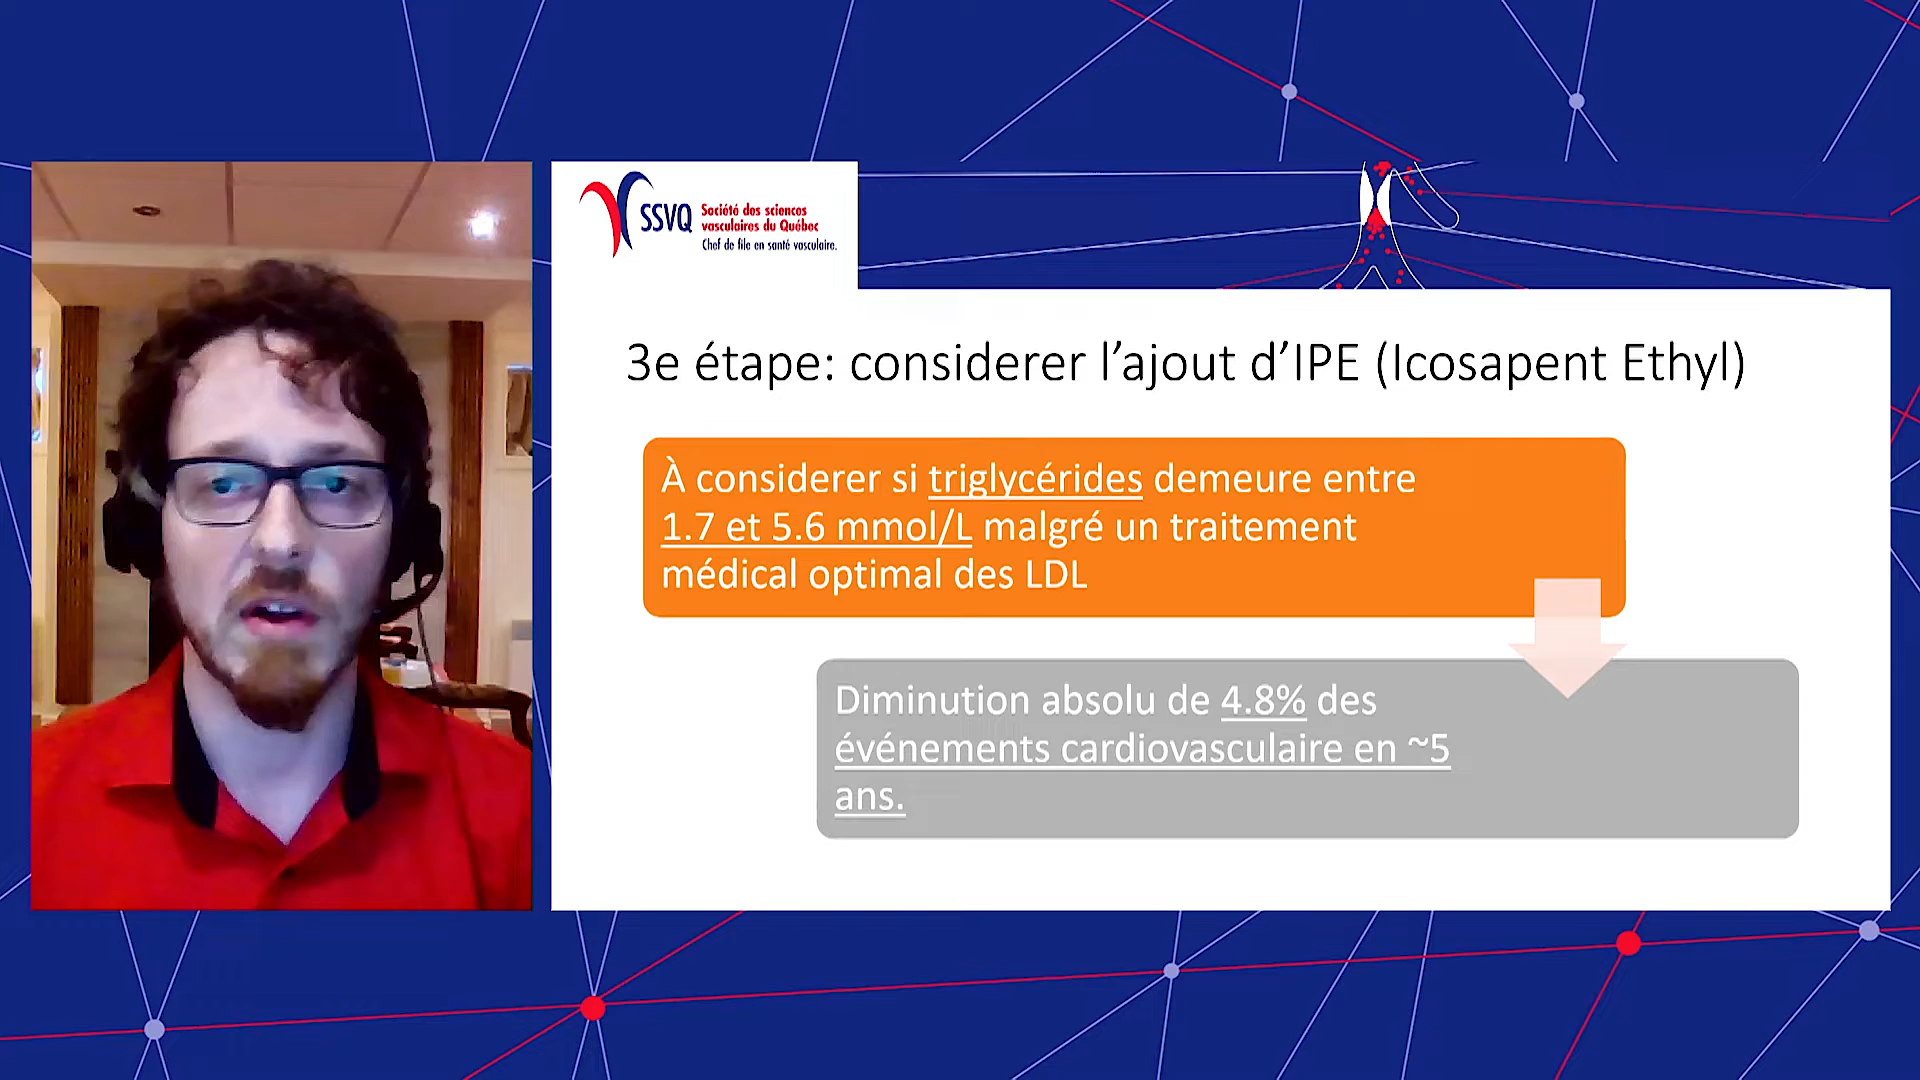 SSVQ
Société des sciences
vasculaires du Québec
Chef de file en santé vasculaire.
3e étape: considerer l’ajout d’IPE (Icosapent Ethyl)
À considerer si triglycérides demeure entre
1.7 et 5.6 mmol/L malgré un traitement
médical optimal des LDL
Diminution absolu de 4.8% des
événements cardiovasculaire en ~5
ans.